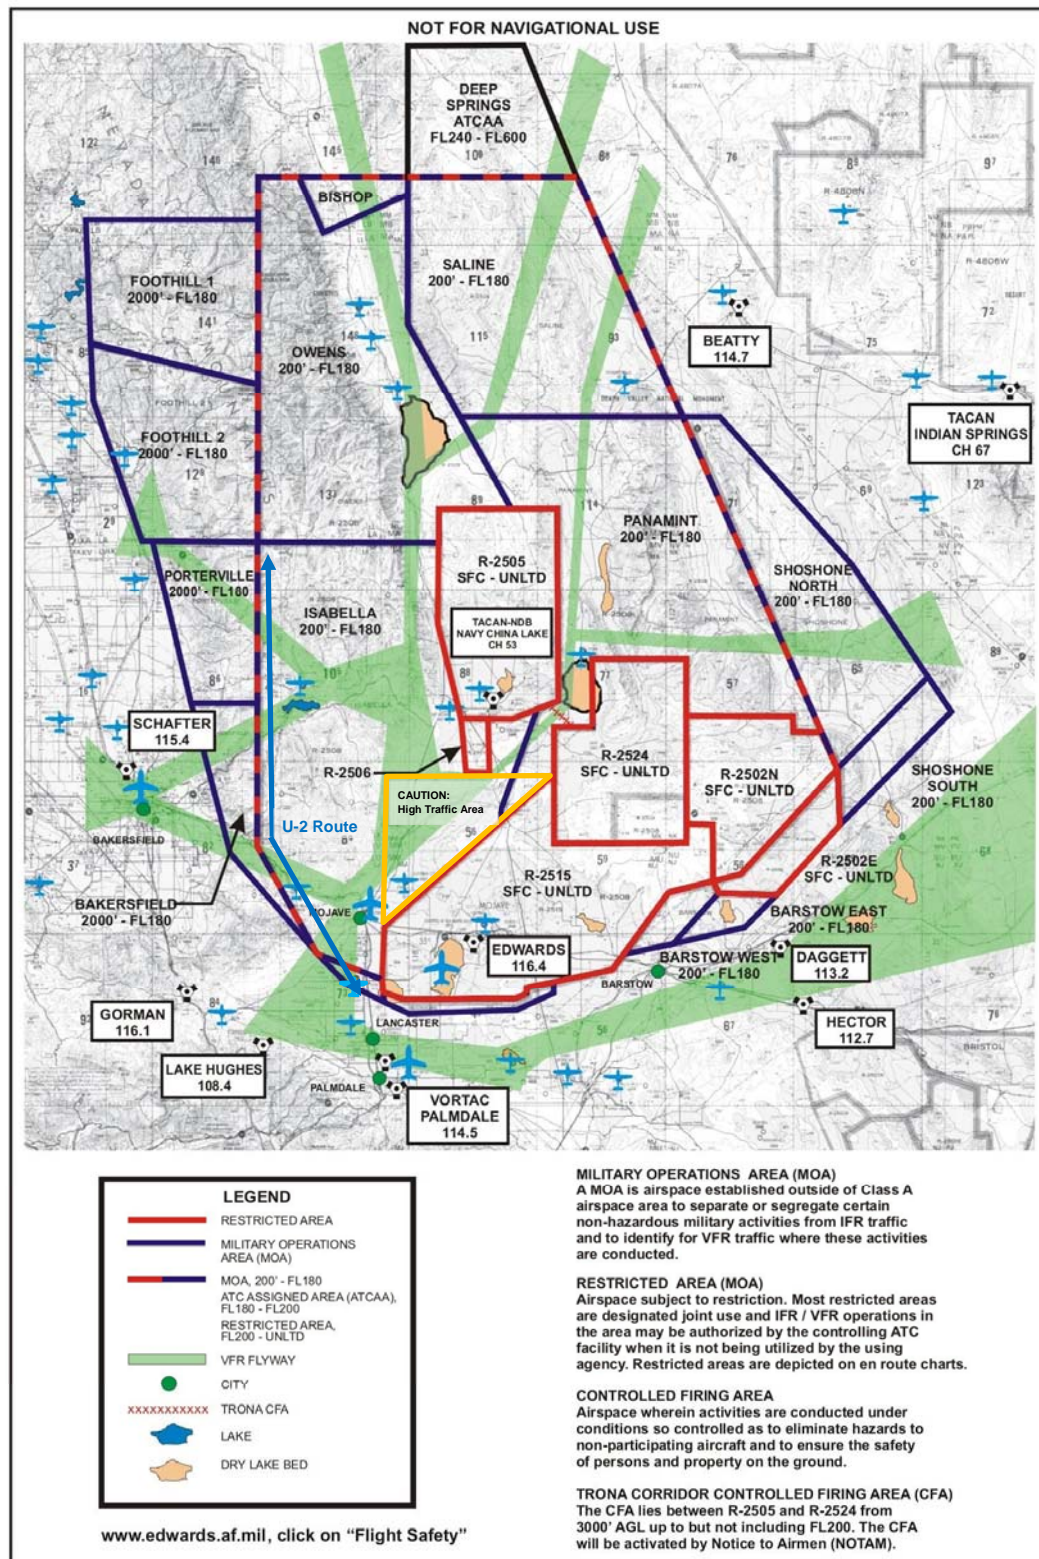 NOT FOR NAVIGATIONAL USE
DEEP
SPRINGS
ATCAA
FL240 - FL600
BISHOP
SALINE
200' - FL180
FOOTHILL 1
2000' - FL180
OWENS
200' - FL180
BEATTY
114.7
TACAN
INDIAN SPRINGS
CH 67
FOOTHILL 2
2000' - FL180
PANAMINT
200' - FL180
R-2505
SFC - UNLTD
PORTERVILLE
2000' - FL180
ISABELLA
200' - FL180
TACAN-NDB
NAVY CHINA LAKE
CH 53
SHOSHONE
NORTH
200' - FL180
SCHAFTER
115.4
R-2506
R-2524
SFC - UNLTD
R-2502N
SFC - UNLTD
SHOSHONE
SOUTH
200' - FL180
CAUTION:
High Traffic Area
U-2 Route
BAKERSFIELD
BAKERSFIELD
2000' - FL180
R-2515
SFC - UNLTD
R-2502E
SFC - UNLTD
MOJAVE
EDWARDS
116.4
BARSTOW EAST
200' - FL180
BARSTOW WEST
200' - FL180
DAGGETT
113.2
BARSTOW
GORMAN
116.1
LANCASTER
HECTOR
112.7
LAKE HUGHES
108.4
PALMDALE
VORTAC
PALMDALE
114.5
LEGEND
RESTRICTED AREA
MILITARY OPERATIONS
AREA (MOA)
MOA, 200' - FL180
ATC ASSIGNED AREA (ATCAA),
FL180 - FL200
RESTRICTED AREA,
FL200 - UNLTD
VFR FLYWAY
CITY
XXXXXXXXXXX TRONA CFA
LAKE
DRY LAKE BED
www.edwards.af.mil, click on “Flight Safety”
MILITARY OPERATIONS AREA (MOA)
A MOA is airspace established outside of Class A
airspace area to separate or segregate certain
non-hazardous military activities from IFR traffic
and to identify for VFR traffic where these activities
are conducted.
RESTRICTED AREA (MOA)
Airspace subject to restriction. Most restricted areas
are designated joint use and IFR / VFR operations in
the area may be authorized by the controlling ATC
facility when it is not being utilized by the using
agency. Restricted areas are depicted on en route charts.
CONTROLLED FIRING AREA
Airspace wherein activities are conducted under
conditions so controlled as to eliminate hazards to
non-participating aircraft and to ensure the safety
of persons and property on the ground.
TRONA CORRIDOR CONTROLLED FIRING AREA (CFA)
The CFA lies between R-2505 and R-2524 from
3000' AGL up to but not including FL200. The CFA
will be activated by Notice to Airmen (NOTAM).